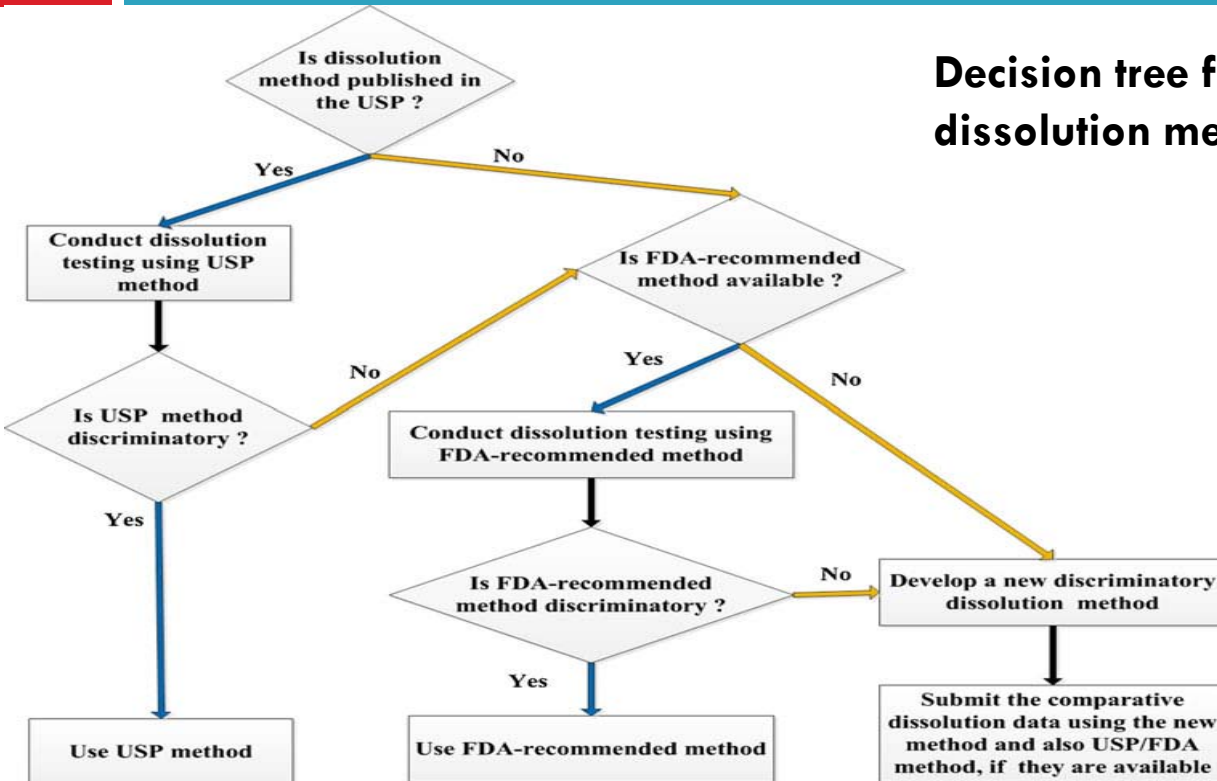 Decision tree f
dissolution me
Is dissolution
method published in
the USP ?
Yes
No
Conduct dissolution
testing using USP
method
Is FDA-recommended
method available ?
No
Yes
No
Is USP method
discriminatory ?
Conduct dissolution testing using
FDA-recommended method
Yes
Is FDA-recommended
method discriminatory ?
No
Develop a new discriminatory
dissolution method
Yes
Use USP method
Use FDA-recommended method
Submit the comparative
dissolution data using the new
method and also USP/FDA
method, if they are available